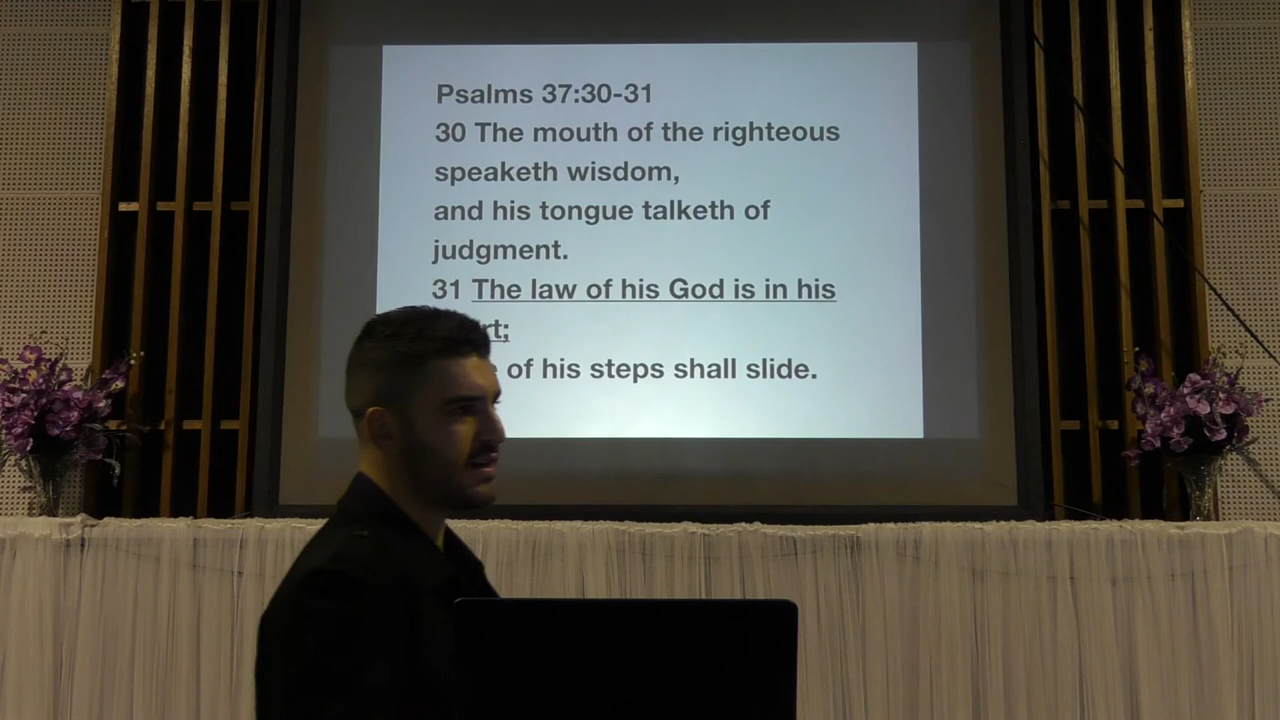 Psalms 37:30-31
30 The mouth of the righteous
speaketh wisdom,
and his tongue talketh of
judgment.
31 The law of his God is in his
rt;
of his steps shall slide.